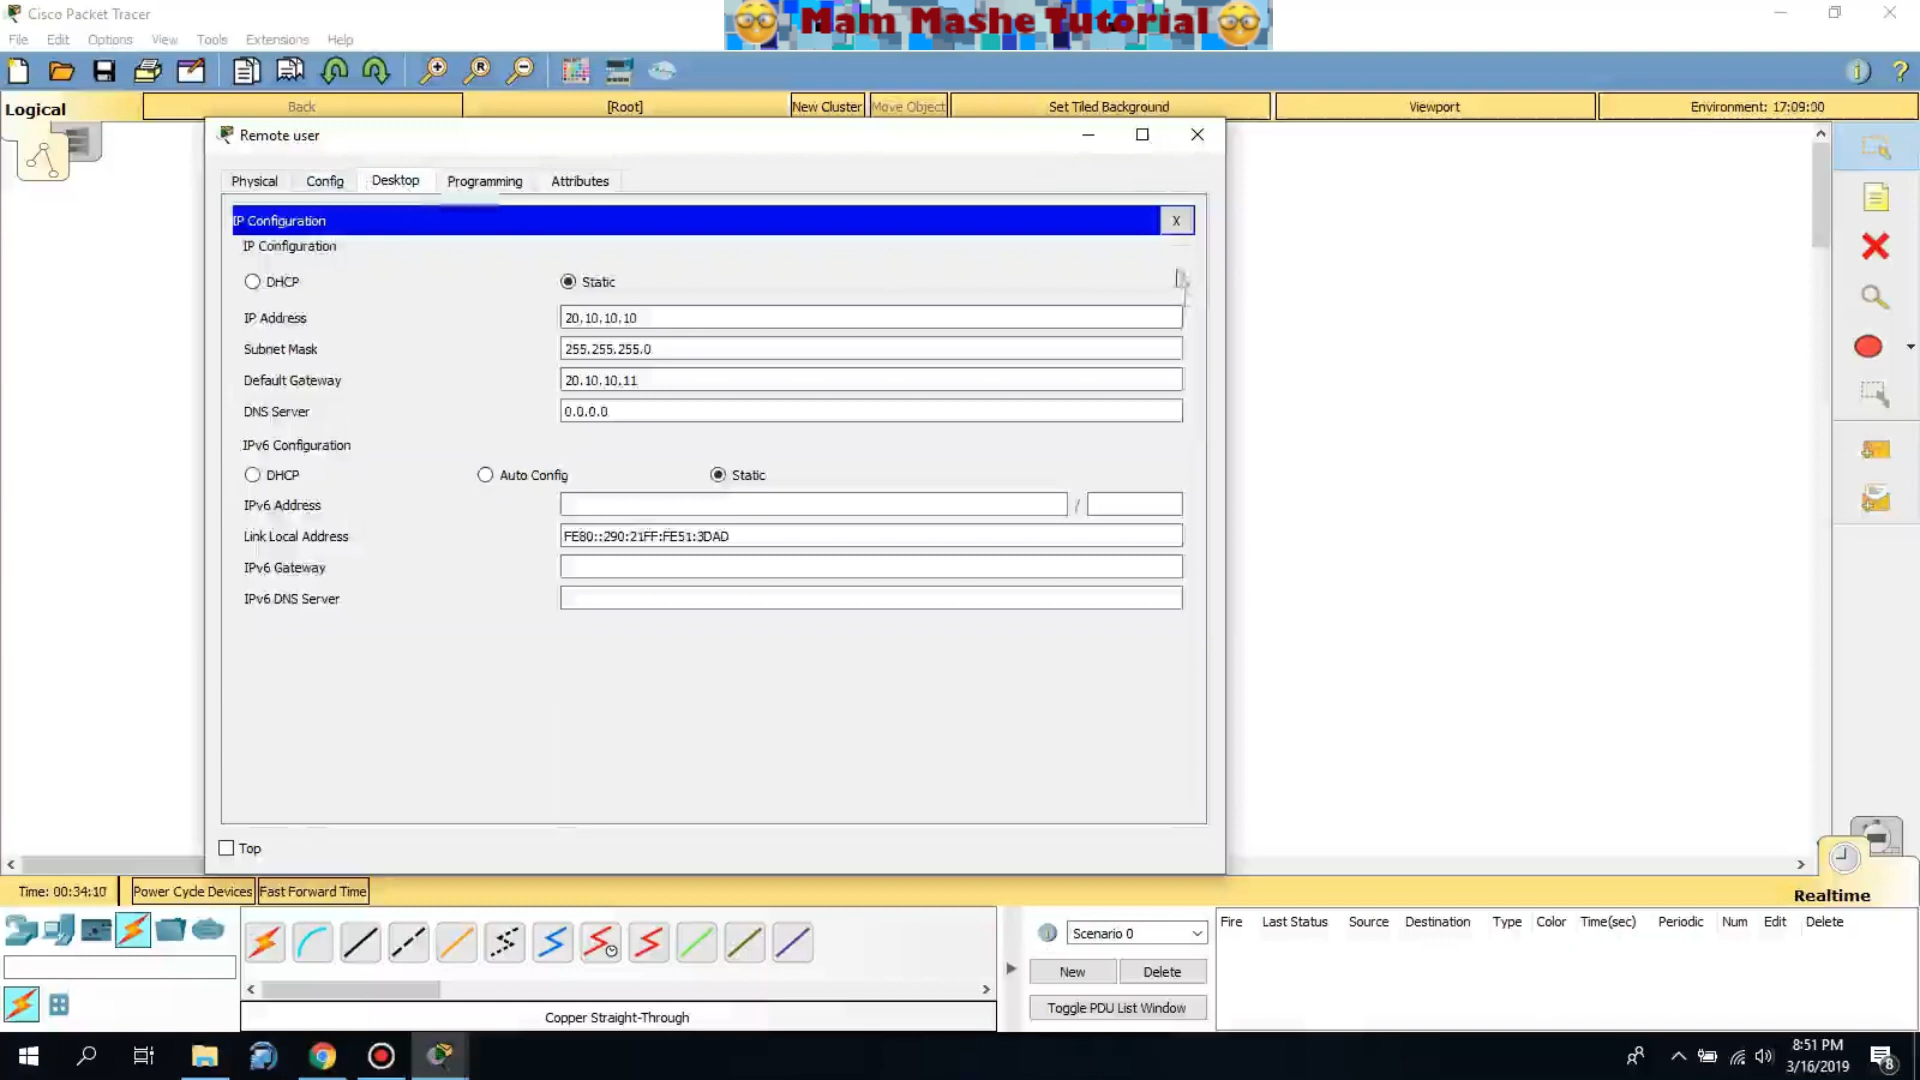 Cisco Packet Tracer
Mam Mashe Tutorial
File Edit Options View Tools Extensions Help
Logical
Back
[Root]
New Cluster
Move Object
Set Tiled Background
Viewport
Environment: 17:09:00
Remote user
Physical Config Desktop Programming Attributes
IP Configuration
X
IP Configuration
DHCP
Static
IP Address
20.10.10.10
Subnet Mask
255.255.255.0
Default Gateway
20.10.10.11
DNS Server
0.0.0.0
IPv6 Configuration
DHCP
Auto Config
Static
IPv6 Address
/
Link Local Address
FE80::290:21FF:FE51:3DAD
IPv6 Gateway
IPv6 DNS Server
Top
Time: 00:34:10
Power Cycle Devices
Fast Forward Time
Realtime
Scenario 0
New
Delete
Toggle PDU List Window
Fire Last Status Source Destination Type Color Time(sec) Periodic Num Edit Delete
Copper Straight-Through
8:51 PM
3/16/2019
8